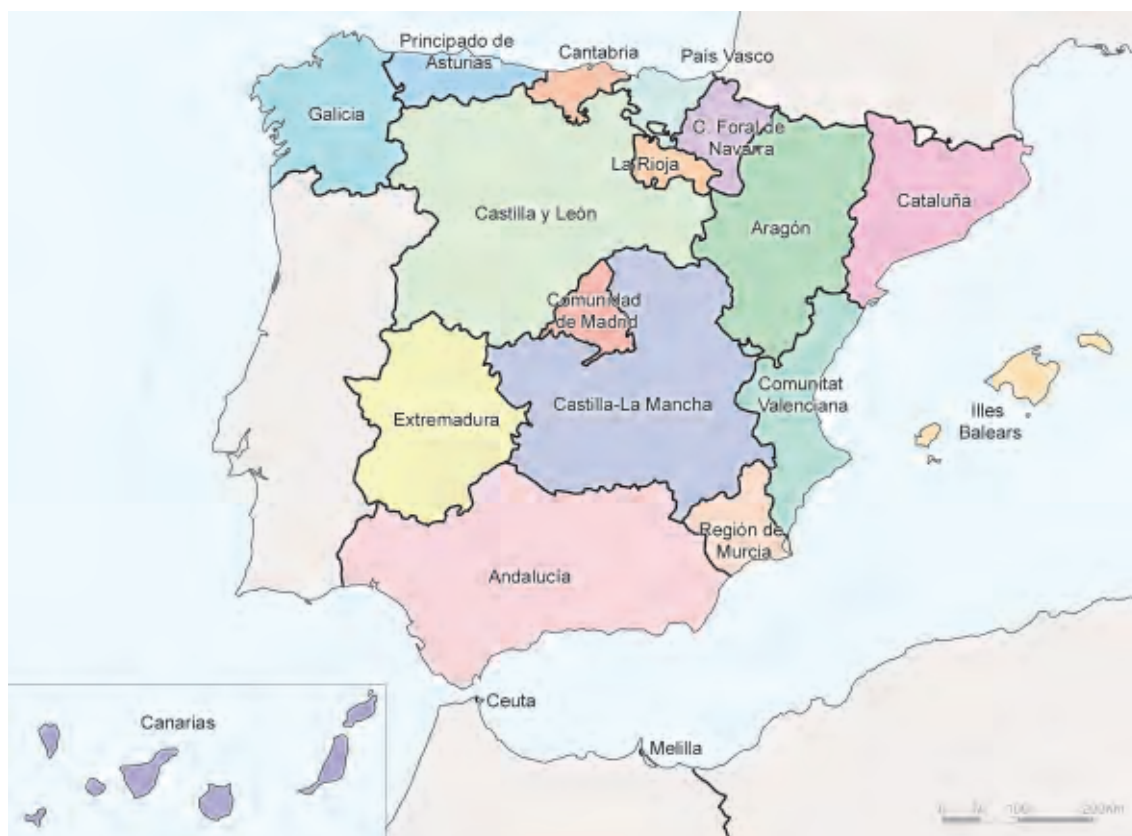 Principado de
Asturias
Cantabria
País Vasco
Galicia
C. Foral de
Navarra
La Rioja
Castilla y León
Aragón
Cataluña
Comunidad
de Madrid
Extremadura
Castilla-La Mancha
Comunitat
Valenciana
Illes
Balears
Región de
Murcia
Andalucía
Ceuta
Canarias
Melilla
100
200Km